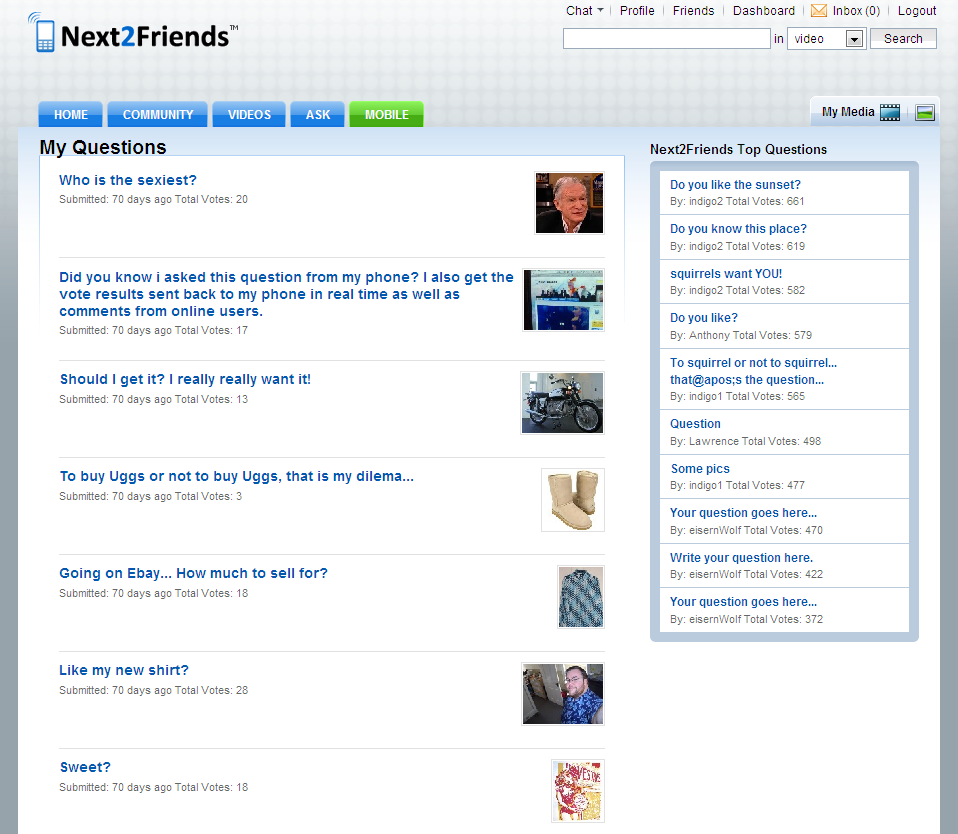 Chat Profile Friends Dashboard Inbox (0) Logout
Next2Friends™
in video Search
HOME COMMUNITY VIDEOS ASK MOBILE
My Media
My Questions
Who is the sexiest?
Submitted: 70 days ago Total Votes: 20
Did you know i asked this question from my phone? I also get the
vote results sent back to my phone in real time as well as
comments from online users.
Submitted: 70 days ago Total Votes: 17
Should I get it? I really really want it!
Submitted: 70 days ago Total Votes: 13
To buy Uggs or not to buy Uggs, that is my dilema...
Submitted: 70 days ago Total Votes: 3
Going on Ebay... How much to sell for?
Submitted: 70 days ago Total Votes: 18
Like my new shirt?
Submitted: 70 days ago Total Votes: 28
Sweet?
Submitted: 70 days ago Total Votes: 18
Next2Friends Top Questions
Do you like the sunset?
By: indigo2 Total Votes: 661
Do you know this place?
By: indigo2 Total Votes: 619
squirrels want YOU!
By: indigo2 Total Votes: 582
Do you like?
By: Anthony Total Votes: 579
To squirrel or not to squirrel...
that@apos;s the question...
By: indigo1 Total Votes: 565
Question
By: Lawrence Total Votes: 498
Some pics
By: indigo1 Total Votes: 477
Your question goes here...
By: eisernWolf Total Votes: 470
Write your question here.
By: eisernWolf Total Votes: 422
Your question goes here...
By: eisernWolf Total Votes: 372